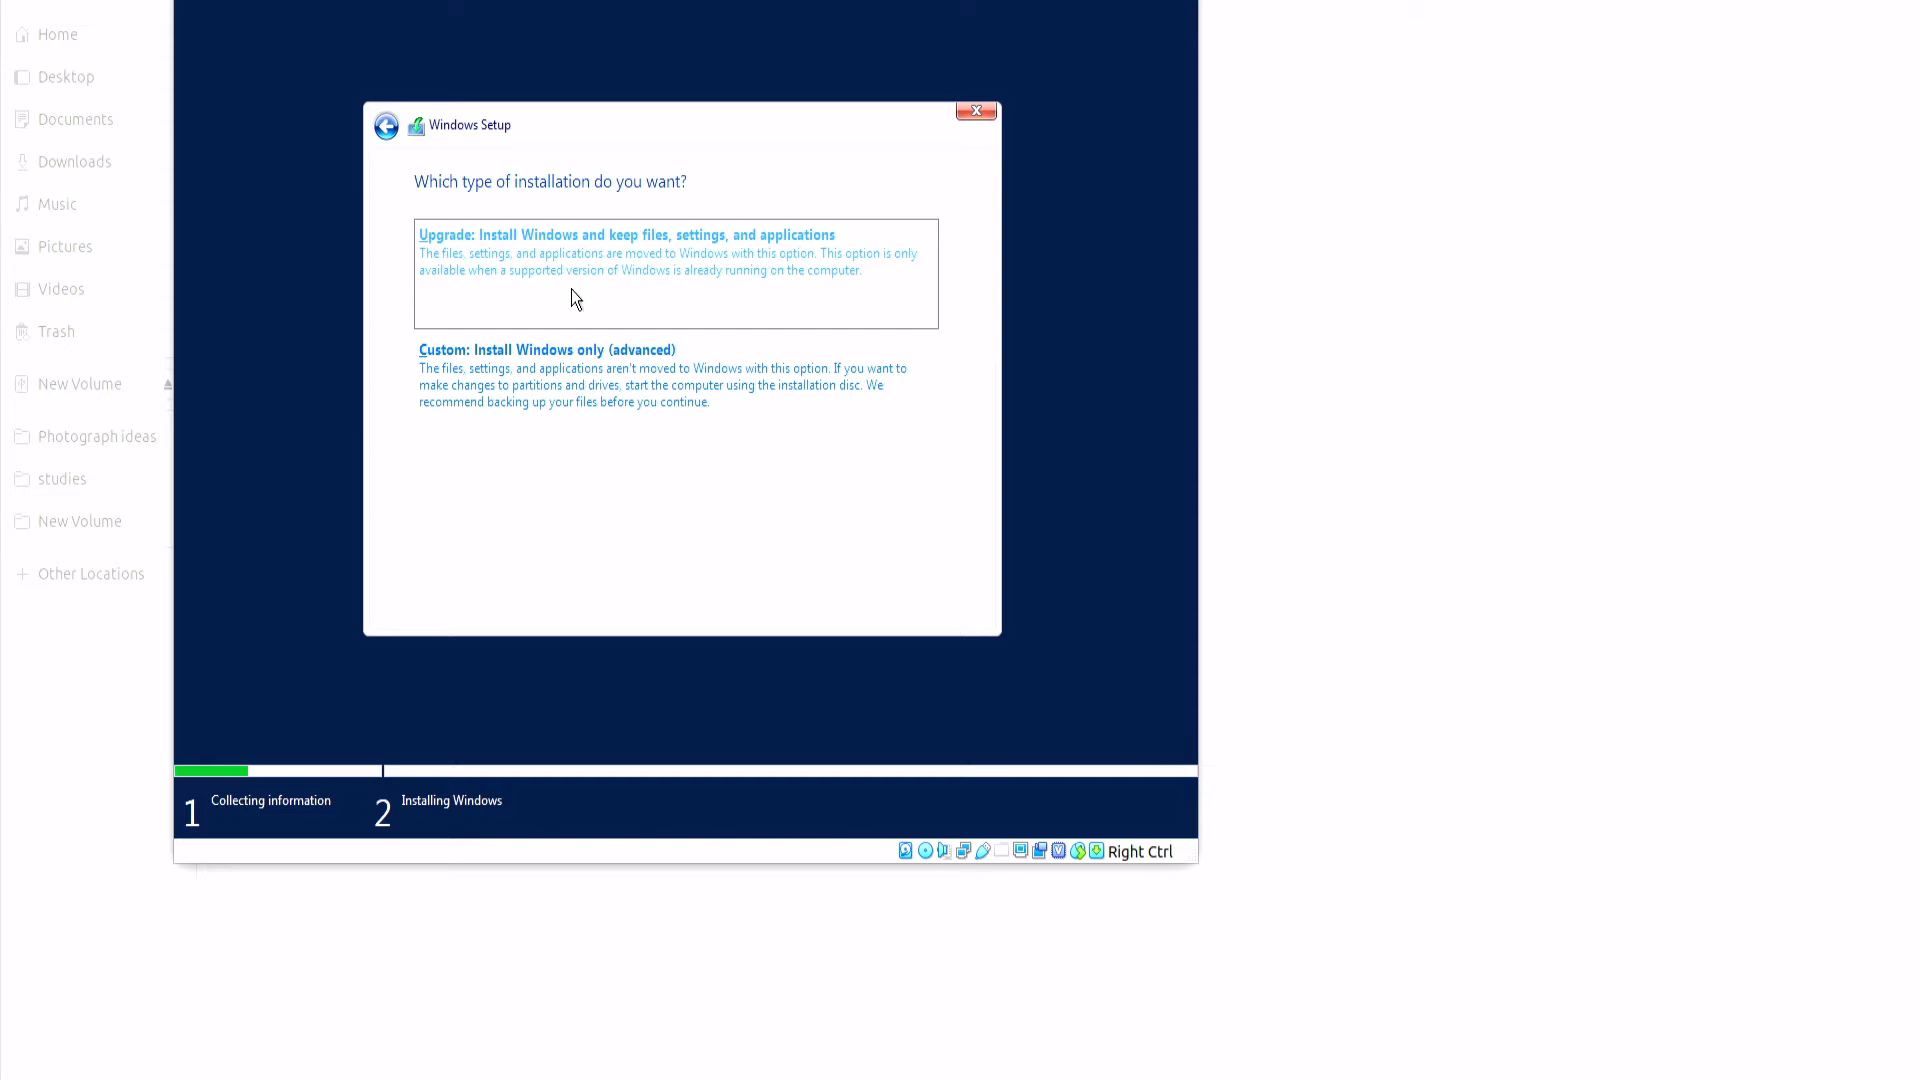 Home
Desktop
Documents
Downloads
Music
Pictures
Videos
Trash
New Volume
Photograph ideas
studies
New Volume
Other Locations
Windows Setup
Which type of installation do you want?
Upgrade: Install Windows and keep files, settings, and applications
The files, settings, and applications are moved to Windows with this option. This option is only
available when a supported version of Windows is already running on the computer.
Custom: Install Windows only (advanced)
The files, settings, and applications aren't moved to Windows with this option. If you want to
make changes to partitions and drives, start the computer using the installation disc. We
recommend backing up your files before you continue.
1 Collecting information
2 Installing Windows
Right Ctrl